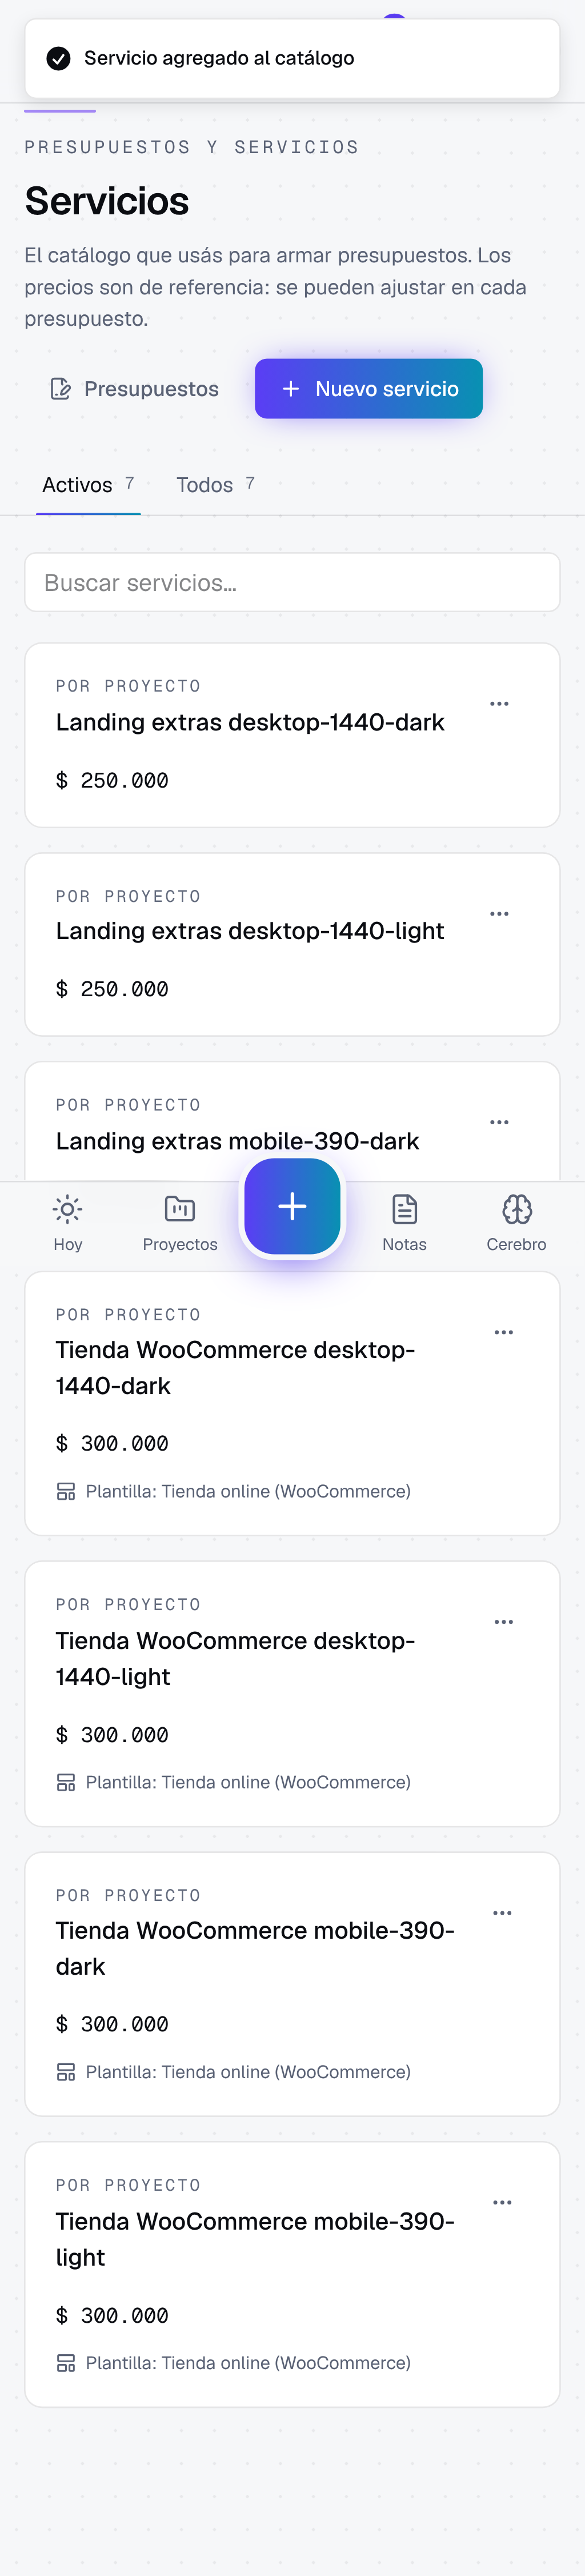 Servicio agregado al catálogo
PRESUPUESTOS Y SERVICIOS
Servicios
El catálogo que usás para armar presupuestos. Los
precios son de referencia: se pueden ajustar en cada
presupuesto.
Presupuestos
Nuevo servicio
Activos 7
Todos 7
Buscar servicios...
POR PROYECTO
Landing extras desktop-1440-dark
$ 250.000
POR PROYECTO
Landing extras desktop-1440-light
$ 250.000
POR PROYECTO
Landing extras mobile-390-dark
Hoy
Proyectos
Notas
Cerebro
POR PROYECTO
Tienda WooCommerce desktop-
1440-dark
$ 300.000
Plantilla: Tienda online (WooCommerce)
POR PROYECTO
Tienda WooCommerce desktop-
1440-light
$ 300.000
Plantilla: Tienda online (WooCommerce)
POR PROYECTO
Tienda WooCommerce mobile-390-
dark
$ 300.000
Plantilla: Tienda online (WooCommerce)
POR PROYECTO
Tienda WooCommerce mobile-390-
light
$ 300.000
Plantilla: Tienda online (WooCommerce)